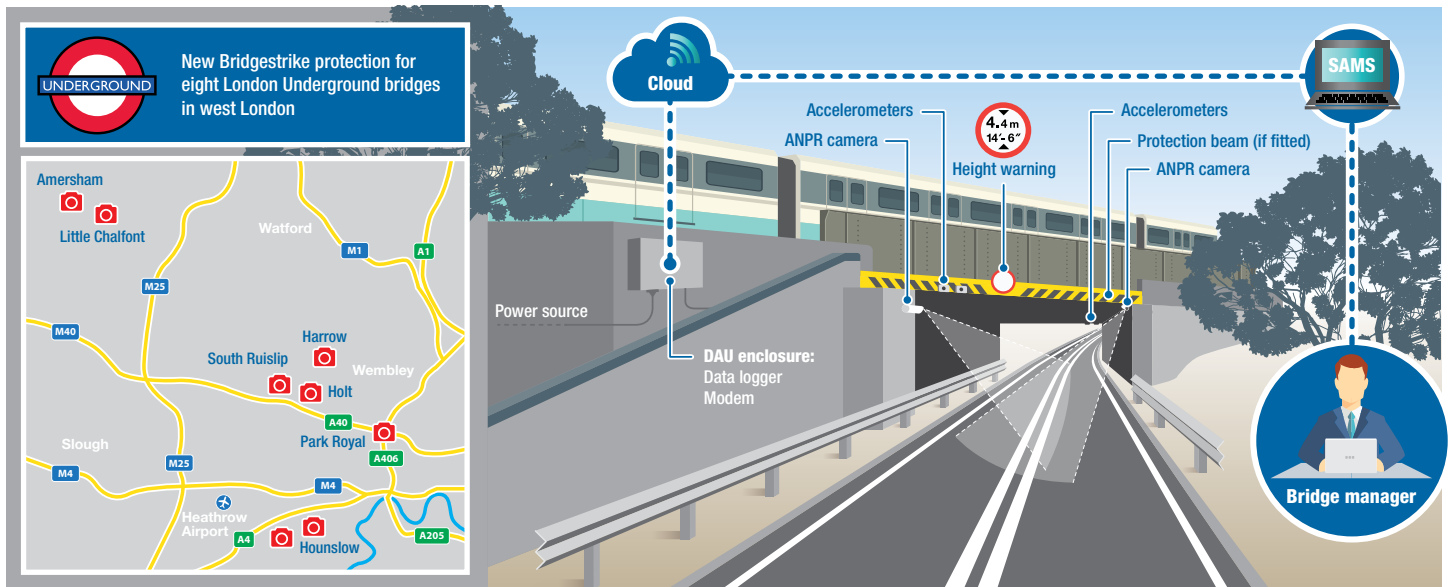 UNDERGROUND
New Bridgestrike protection for
eight London Underground bridges
in west London
Amersham
Little Chalfont
Watford
M1
A1
M25
M40
Harrow
South Ruislip
Wembley
Holt
A40
Park Royal
Slough
M25
A406
M4
M4
Heathrow
Airport
A4
Hounslow
A205
Cloud
SAMS
Accelerometers
4.4 m
14'-6"
Accelerometers
ANPR camera
Protection beam (if fitted)
Height warning
ANPR camera
Power source
DAU enclosure:
Data logger
Modem
Bridge manager